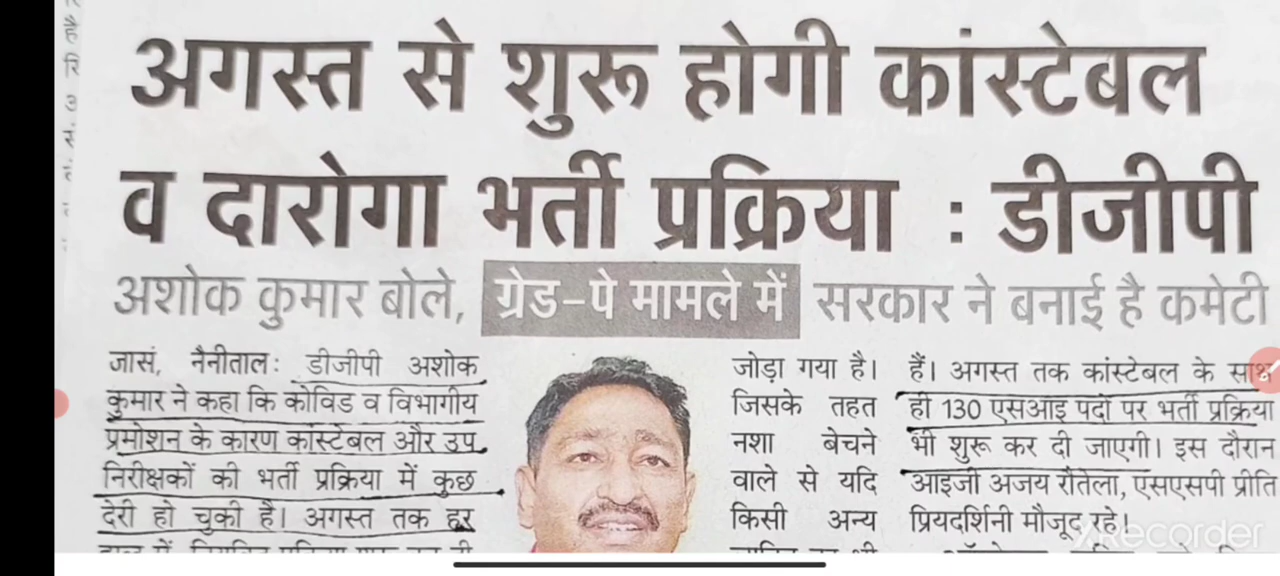 अगस्त से शुरू होगी कांस्टेबल
व दारोगा भर्ती प्रक्रिया : डीजीपी
अशोक कुमार बोले, ग्रेड-पे मामले में सरकार ने बनाई है कमेटी
जासं, नैनीताल: डीजीपी अशोक
कुमार ने कहा कि कोविड व विभागीय
प्रमोशन के कारण कांस्टेबल और उप
निरीक्षकों की भर्ती प्रक्रिया में कुछ
देरी हो चुकी है। अगस्त तक हर
जोड़ा गया है।
जिसके तहत
नशा बेचने
वाले से यदि
किसी अन्य
हैं। अगस्त तक कांस्टेबल के साथ
ही 130 एसआइ पदों पर भर्ती प्रक्रिया
भी शुरू कर दी जाएगी। इस दौरान
आइजी अजय रौतेला, एसएसपी प्रीति
प्रियदर्शिनी मौजूद रहे।
XRecorder